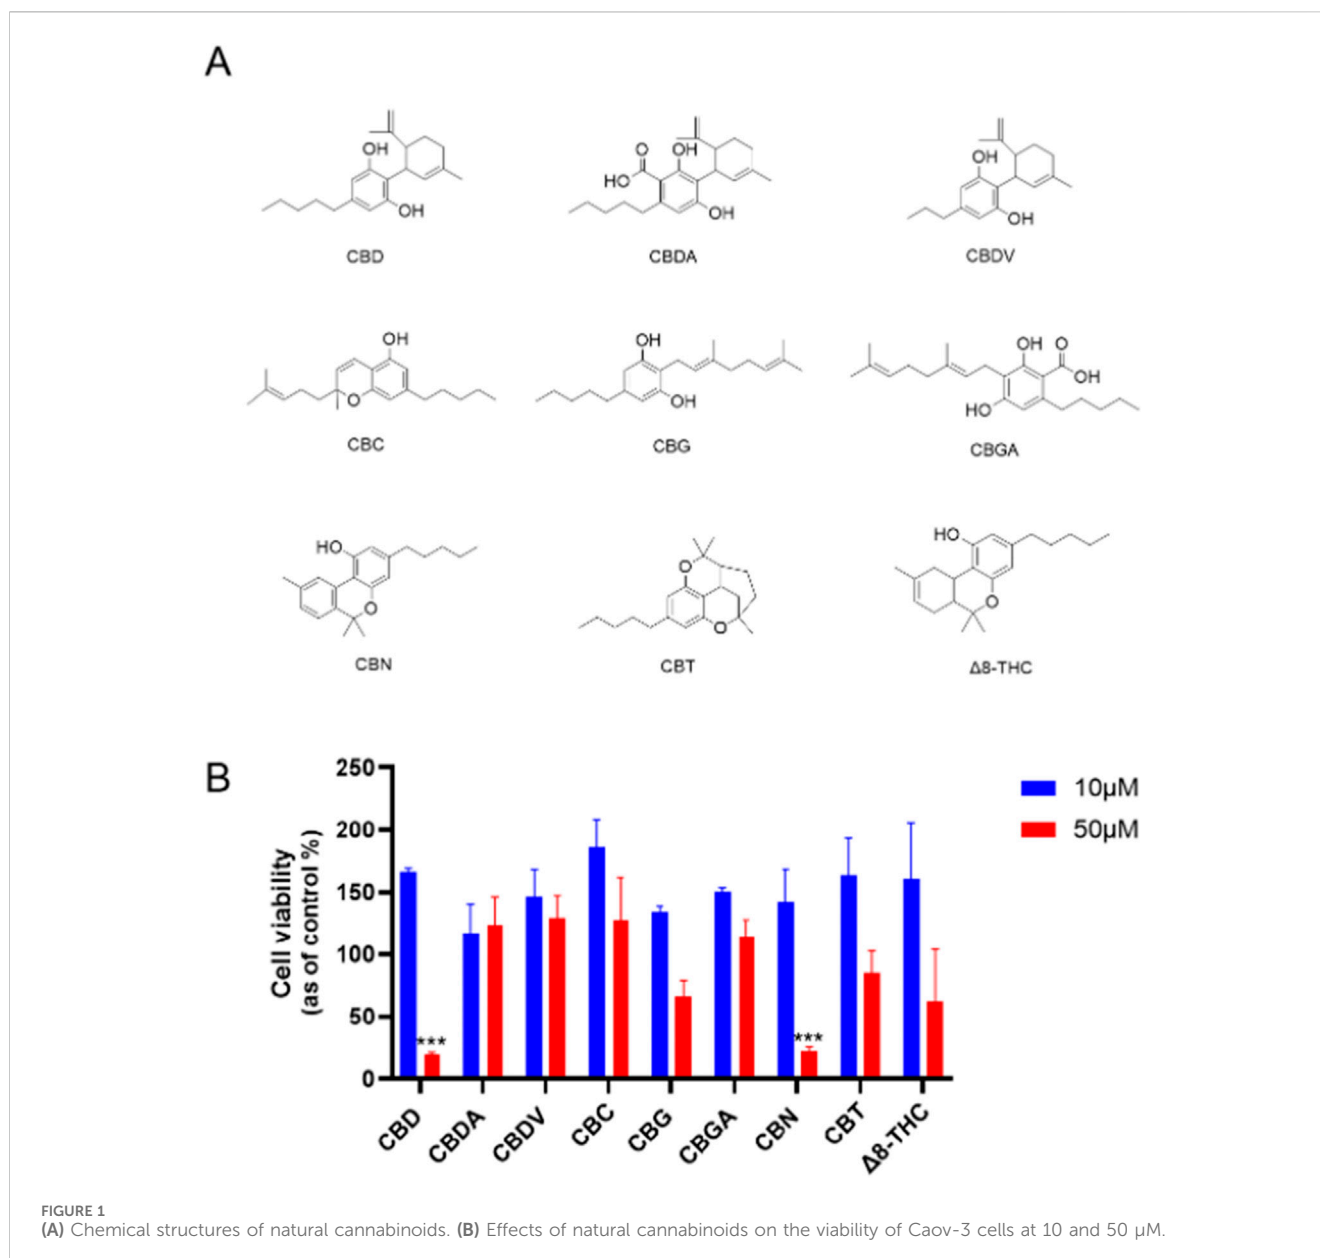 A
OH
OH
CBD
O
HO
OH
OH
CBDA
OH
OH
CBDV
OH
O
CBC
OH
OH
CBG
OH
O
OH
HO
CBGA
HO
O
CBN
O
O
CBT
HO
O
Δ8-THC
B
Cell viability
(as of control %)
250
200
150
100
50
0
***
***
CBD
CBDA
CBDV
CBC
CBG
CBGA
CBN
CBT
Δ8-THC
10μM
50μM
FIGURE 1
(A) Chemical structures of natural cannabinoids. (B) Effects of natural cannabinoids on the viability of Caov-3 cells at 10 and 50 μM.